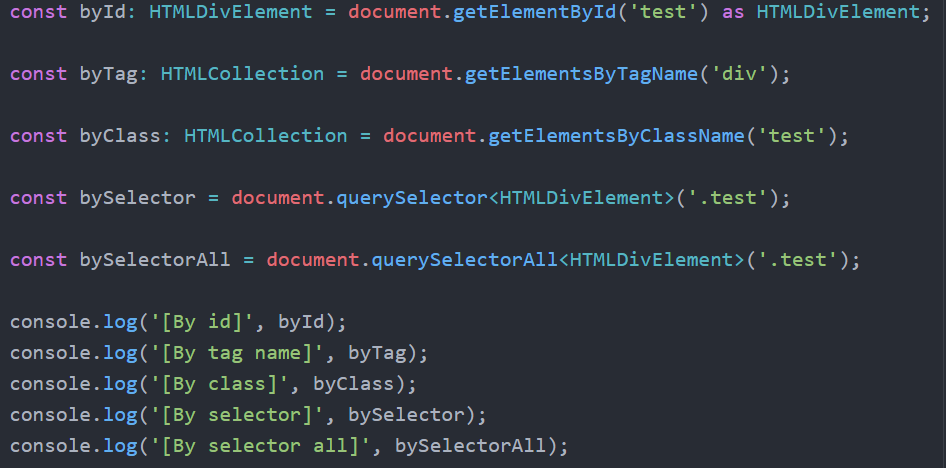 const byId: HTMLDivElement = document.getElementById('test') as HTMLDivElement;
const byTag: HTMLCollection = document.getElementsByTagName('div');
const byClass: HTMLCollection = document.getElementsByClassName('test');
const bySelector = document.querySelector<HTMLDivElement>('.test');
const bySelectorAll = document.querySelectorAll<HTMLDivElement>('.test');
console.log('[By id]', byId);
console.log('[By tag name]', byTag);
console.log('[By class]', byClass);
console.log('[By selector]', bySelector);
console.log('[By selector all]', bySelectorAll);